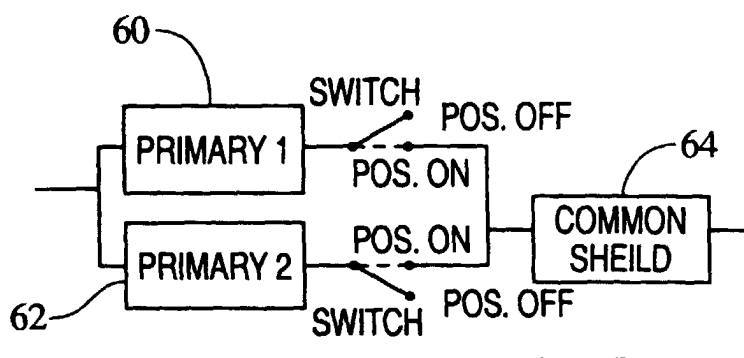 60
SWITCH
POS. OFF
PRIMARY 1
POS. ON
64
COMMON
SHEILD
POS. ON
PRIMARY 2
POS. OFF
62
SWITCH